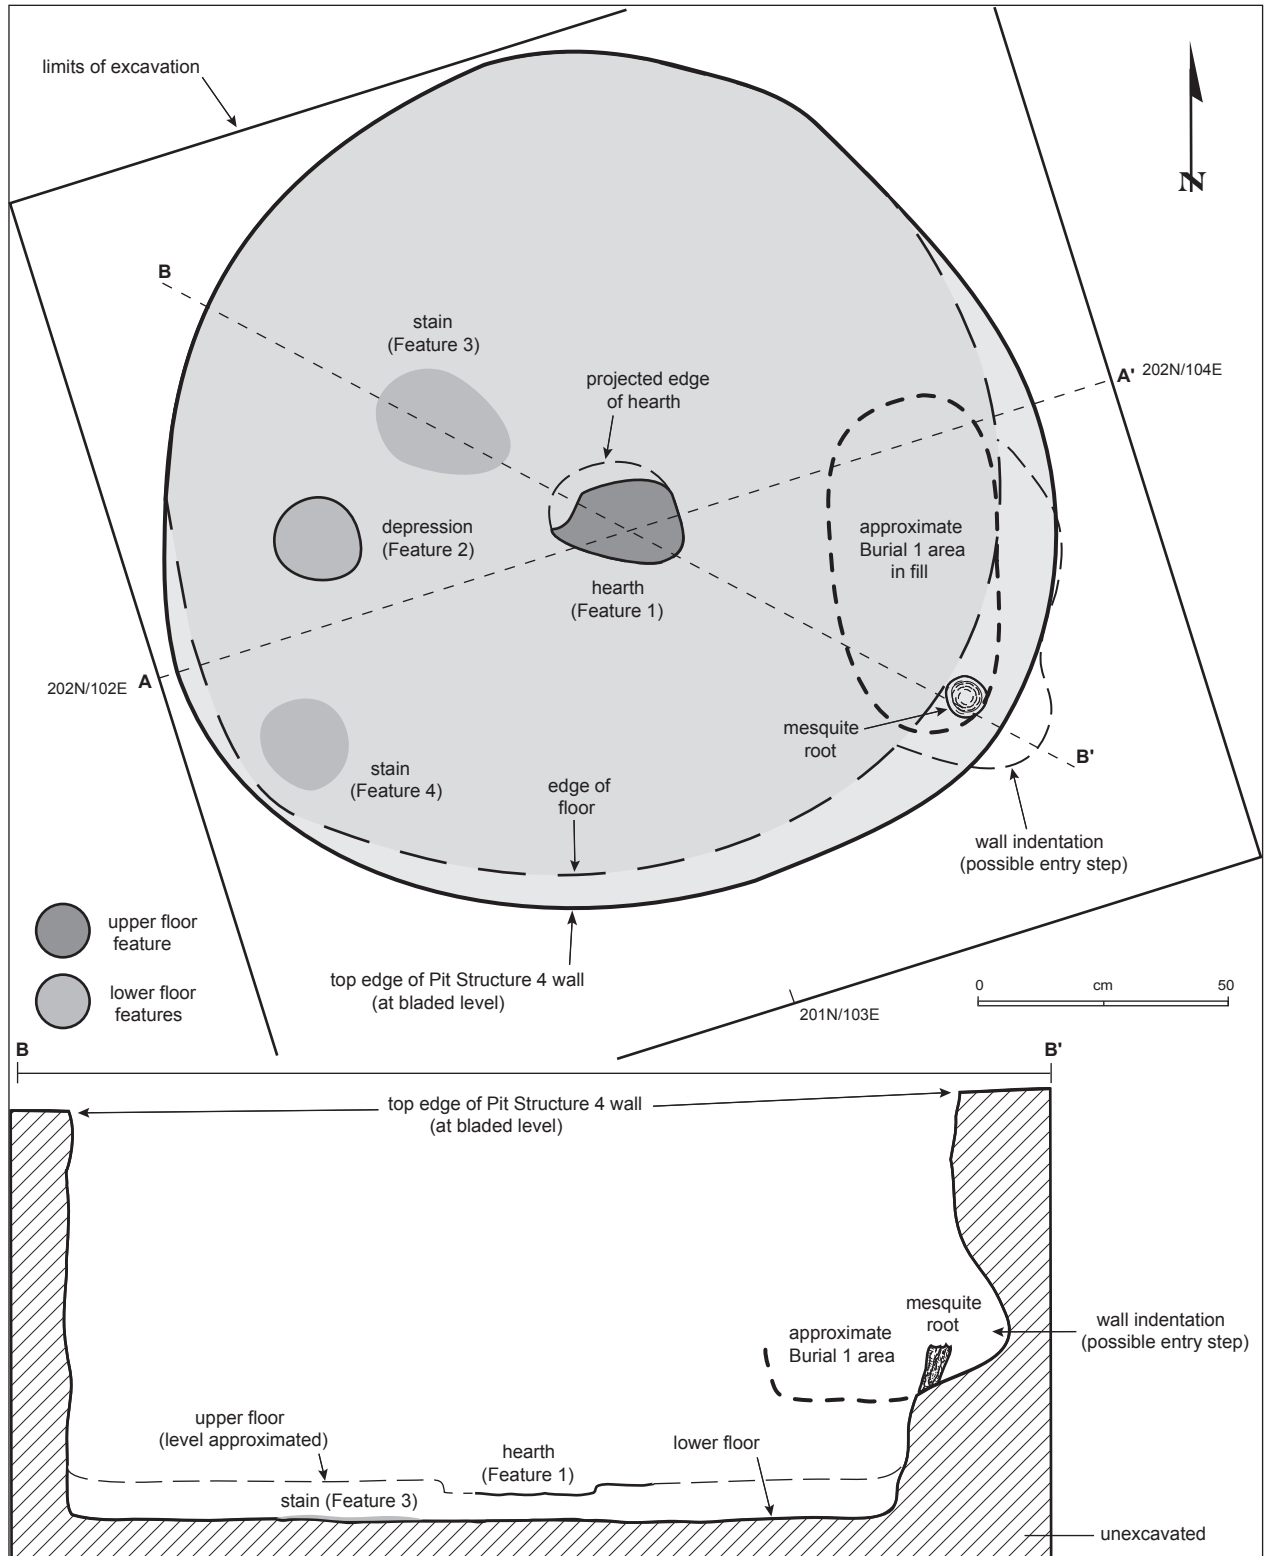 limits of excavation
N
B
stain
(Feature 3)
projected edge
of hearth
A' 202N/104E
depression
(Feature 2)
approximate
Burial 1 area
in fill
hearth
(Feature 1)
202N/102E A
mesquite
root
B'
stain
(Feature 4)
edge of
floor
wall indentation
(possible entry step)
upper floor
feature
lower floor
features
top edge of Pit Structure 4 wall
(at bladed level)
0 cm 50
201N/103E
B B'
top edge of Pit Structure 4 wall
(at bladed level)
mesquite
root
approximate
Burial 1 area
wall indentation
(possible entry step)
upper floor
(level approximated)
hearth
(Feature 1)
lower floor
stain (Feature 3)
unexcavated